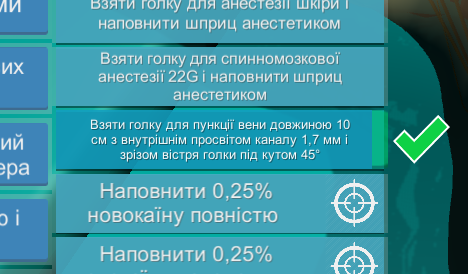 ми
Взяти голку для анестезії шкіри і
наповнити шприц анестетиком
вих
Взяти голку для спинномозкової
анестезії 22G і наповнити шприц
анестетиком
ий
ера
Взяти голку для пункції вени довжиною 10
см з внутрішнім просвітом каналу 1,7 мм і
зрізом вістря голки під кутом 45°
Наповнити 0,25%
новокаїну повністю
ю і
Наповнити 0,25%